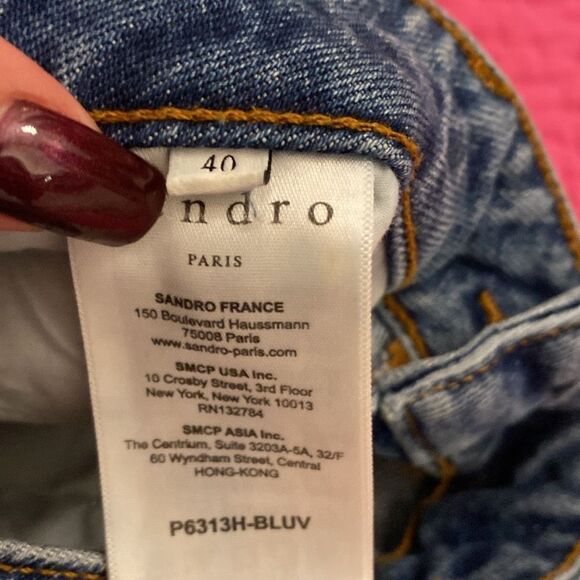 40
ndro
PARIS
SANDRO FRANCE
150 Boulevard Haussmann
75008 Paris
www.sandro-paris.com
SMCP USA Inc.
10 Crosby Street, 3rd Floor
New York, New York 10013
RN132784
SMCP ASIA Inc.
The Centrium, Suite 3203A-5A, 32/F
60 Wyndham Street, Central
HONG-KONG
P6313H-BLUV